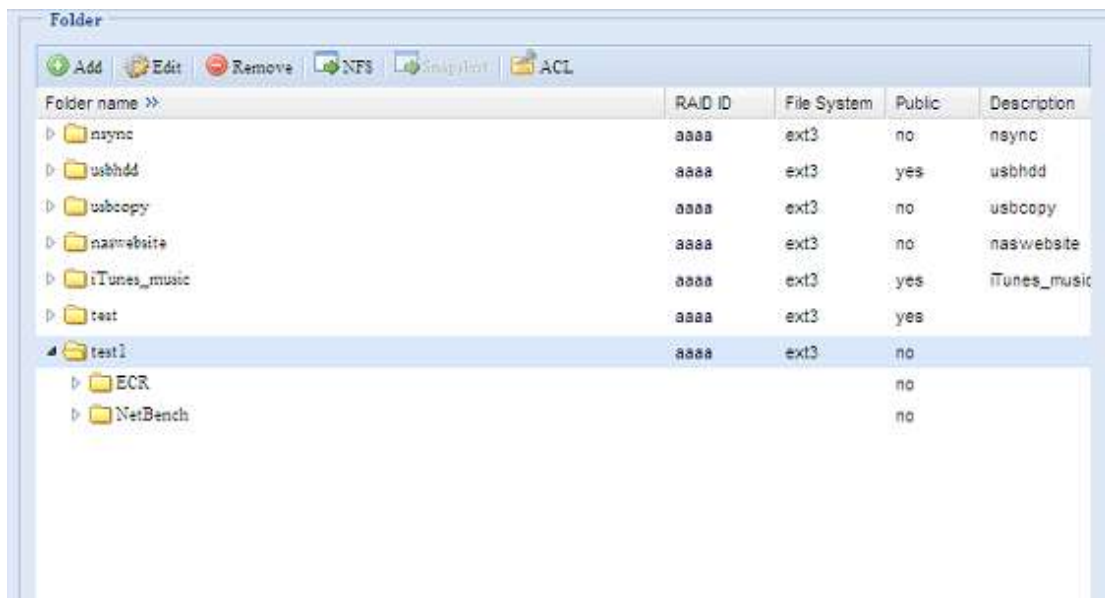 Folder
Add Edit Remove NFS Snapshot ACL
Folder name » RAID ID File System Public Description
nsync aaaa ext3 no nsync
usbhdd aaaa ext3 yes usbhdd
usbcopy aaaa ext3 no usbcopy
naswebsite aaaa ext3 no naswebsite
iTunes_music aaaa ext3 yes iTunes_music
test aaaa ext3 yes
test1 aaaa ext3 no
ECR no
NetBench no